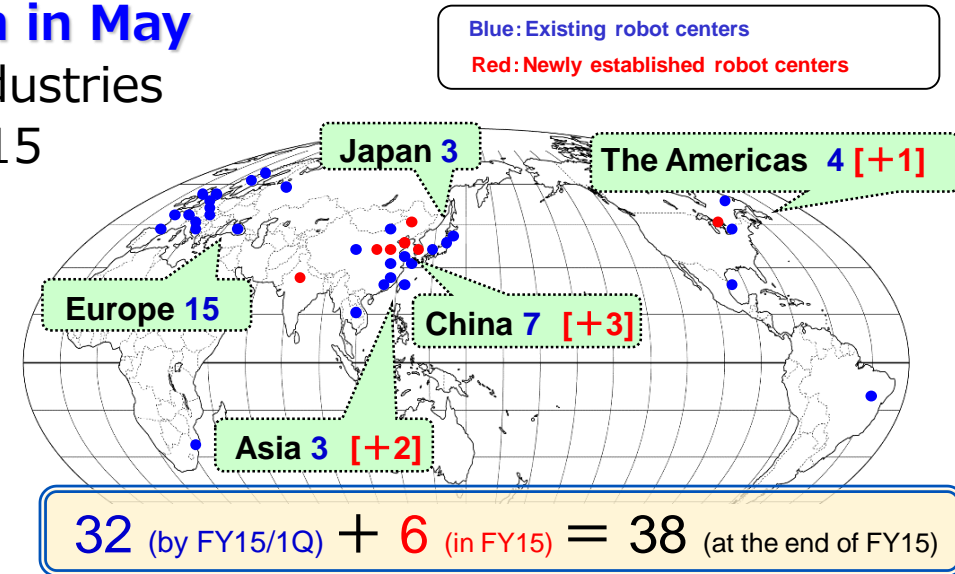 in May
dustries
15
Blue:Existing robot centers
Red:Newly established robot centers
Japan 3
The Americas 4 [+1]
Europe 15
China 7 [+3]
Asia 3 [+2]
32 (by FY15/1Q) + 6 (in FY15) = 38 (at the end of FY15)